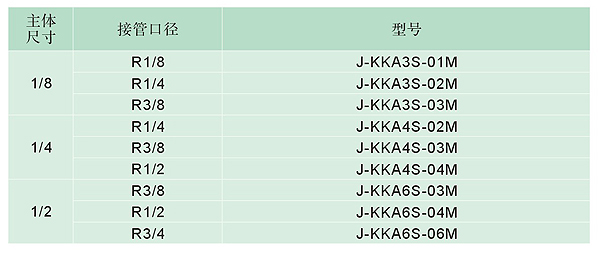 主体
尺寸 接管口径 型号
R1/8 J-KKA3S-01M
1/8 R1/4 J-KKA3S-02M
R3/8 J-KKA3S-03M
R1/4 J-KKA4S-02M
1/4 R3/8 J-KKA4S-03M
R1/2 J-KKA4S-04M
R3/8 J-KKA6S-03M
1/2 R1/2 J-KKA6S-04M
R3/4 J-KKA6S-06M